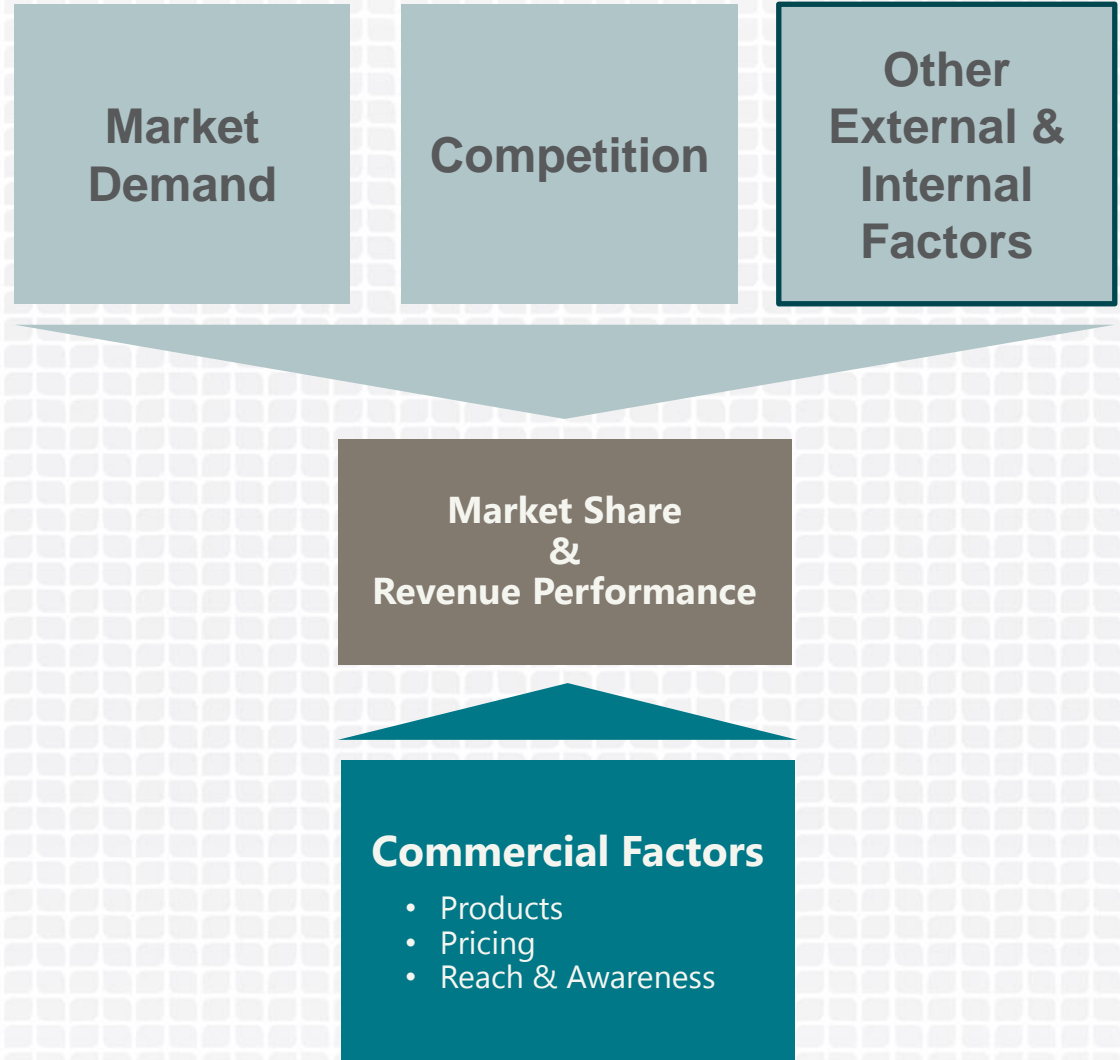 Market
Demand
Competition
Other
External &
Internal
Factors
Market Share
&
Revenue Performance
Commercial Factors
• Products
• Pricing
• Reach & Awareness